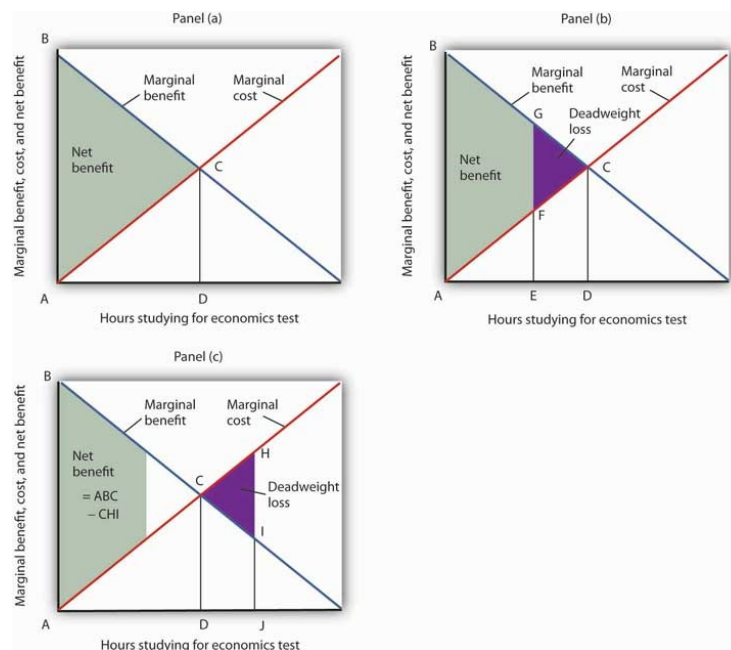 Panel (a)
B
Marginal
benefit
Marginal
cost
Net
benefit
C
A
D
Hours studying for economics test
Marginal benefit, cost, and net benefit
Panel (b)
B
Marginal
benefit
Marginal
cost
G
Deadweight
loss
Net
benefit
C
F
A
E
D
Hours studying for economics test
Marginal benefit, cost, and net benefit
Panel (c)
B
Marginal
benefit
Marginal
cost
Net
benefit
= ABC
− CHI
H
C
Deadweight
loss
I
A
D
J
Hours studying for economics test
Marginal benefit, cost, and net benefit